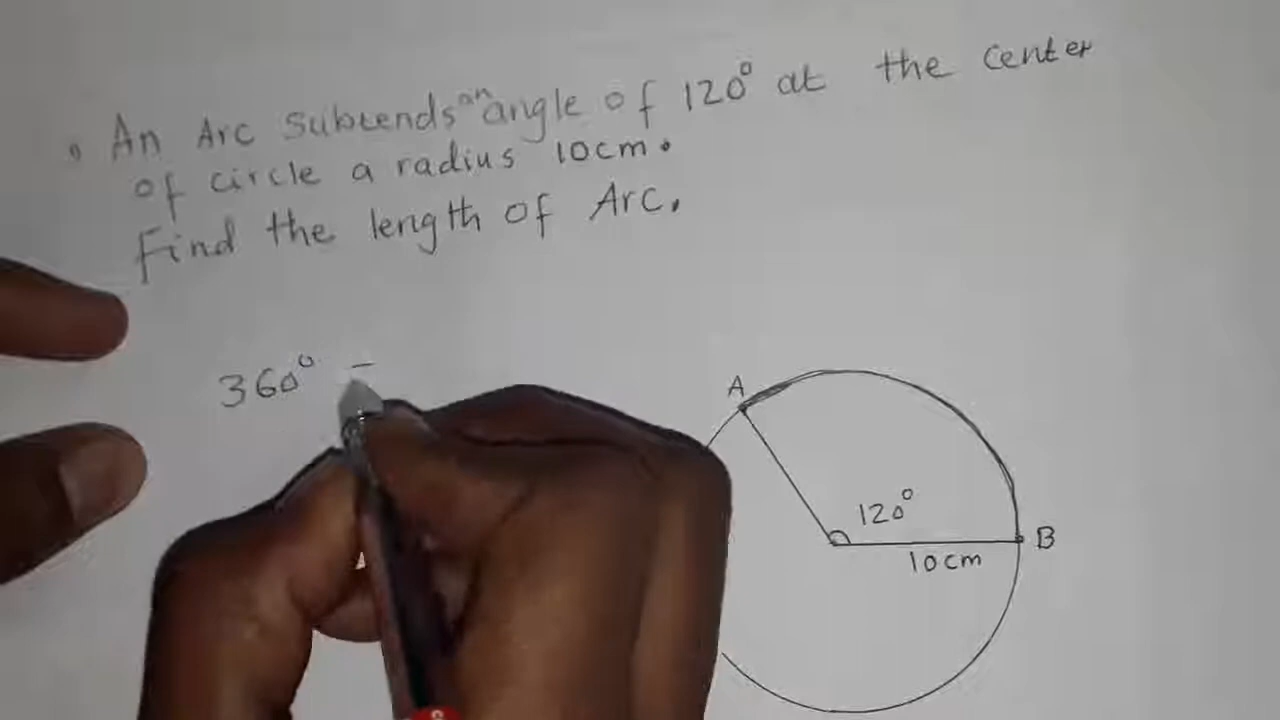 An Arc subtends an angle of 120° at the center
of circle a radius 10cm.
Find the length of Arc.
360°
A
120°
B
10cm